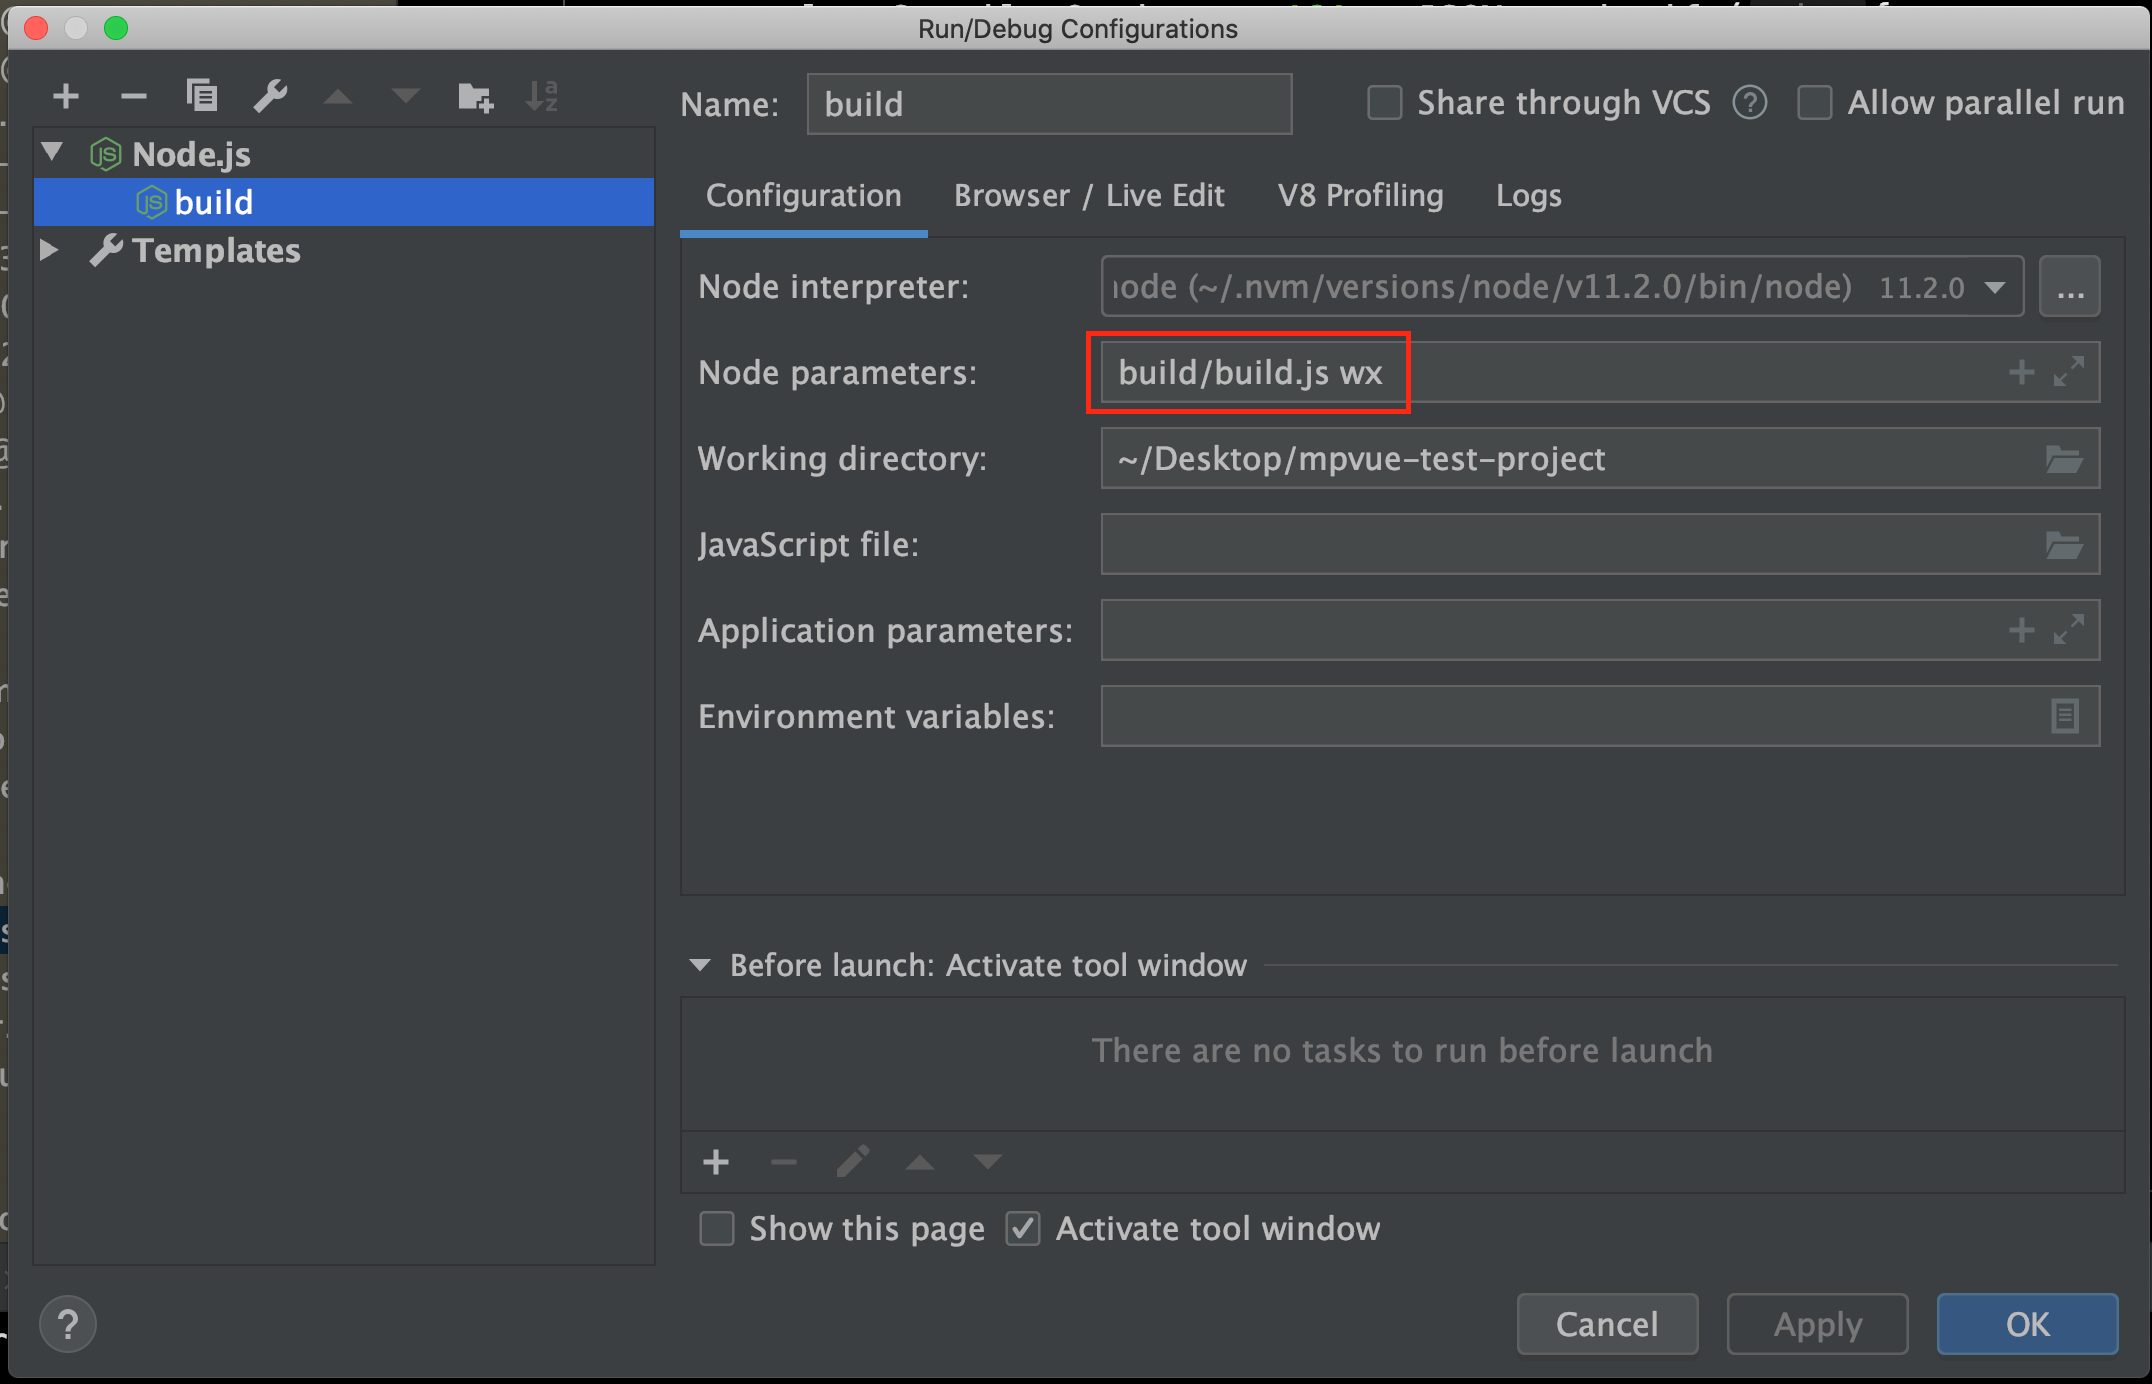 Run/Debug Configurations
Name: build
Share through VCS ?
Allow parallel run
Node.js
build
Templates
Configuration Browser / Live Edit V8 Profiling Logs
Node interpreter: node (~/.nvm/versions/node/v11.2.0/bin/node) 11.2.0 ...
Node parameters: build/build.js wx
Working directory: ~/Desktop/mpvue-test-project
JavaScript file:
Application parameters:
Environment variables:
Before launch: Activate tool window
There are no tasks to run before launch
Show this page Activate tool window
? Cancel Apply OK